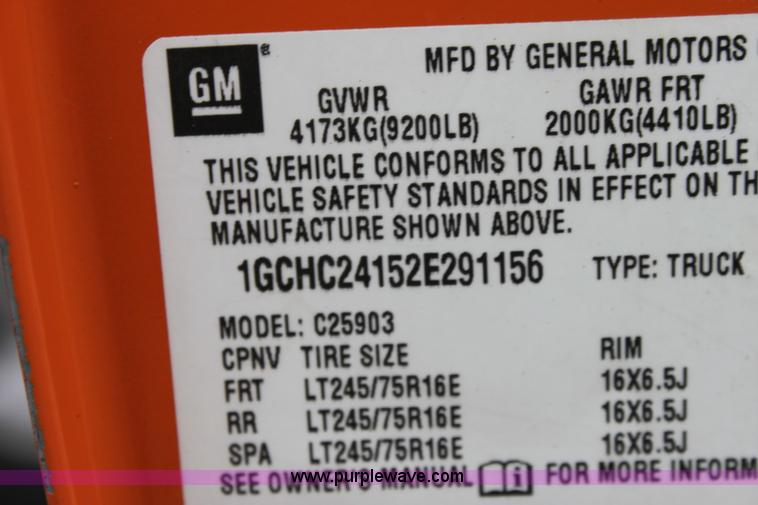 GM®
MFD BY GENERAL MOTORS
GVWR GAWR FRT
4173KG(9200LB) 2000KG(4410LB)
THIS VEHICLE CONFORMS TO ALL APPLICABLE
VEHICLE SAFETY STANDARDS IN EFFECT ON TH
MANUFACTURE SHOWN ABOVE.
1GCHC24152E291156 TYPE: TRUCK
MODEL: C25903
CPNV TIRE SIZE RIM
FRT LT245/75R16E 16X6.5J
RR LT245/75R16E 16X6.5J
SPA LT245/75R16E 16X6.5J
SEE OWNER'S MANUAL i FOR MORE INFORM
www.purplewave.com